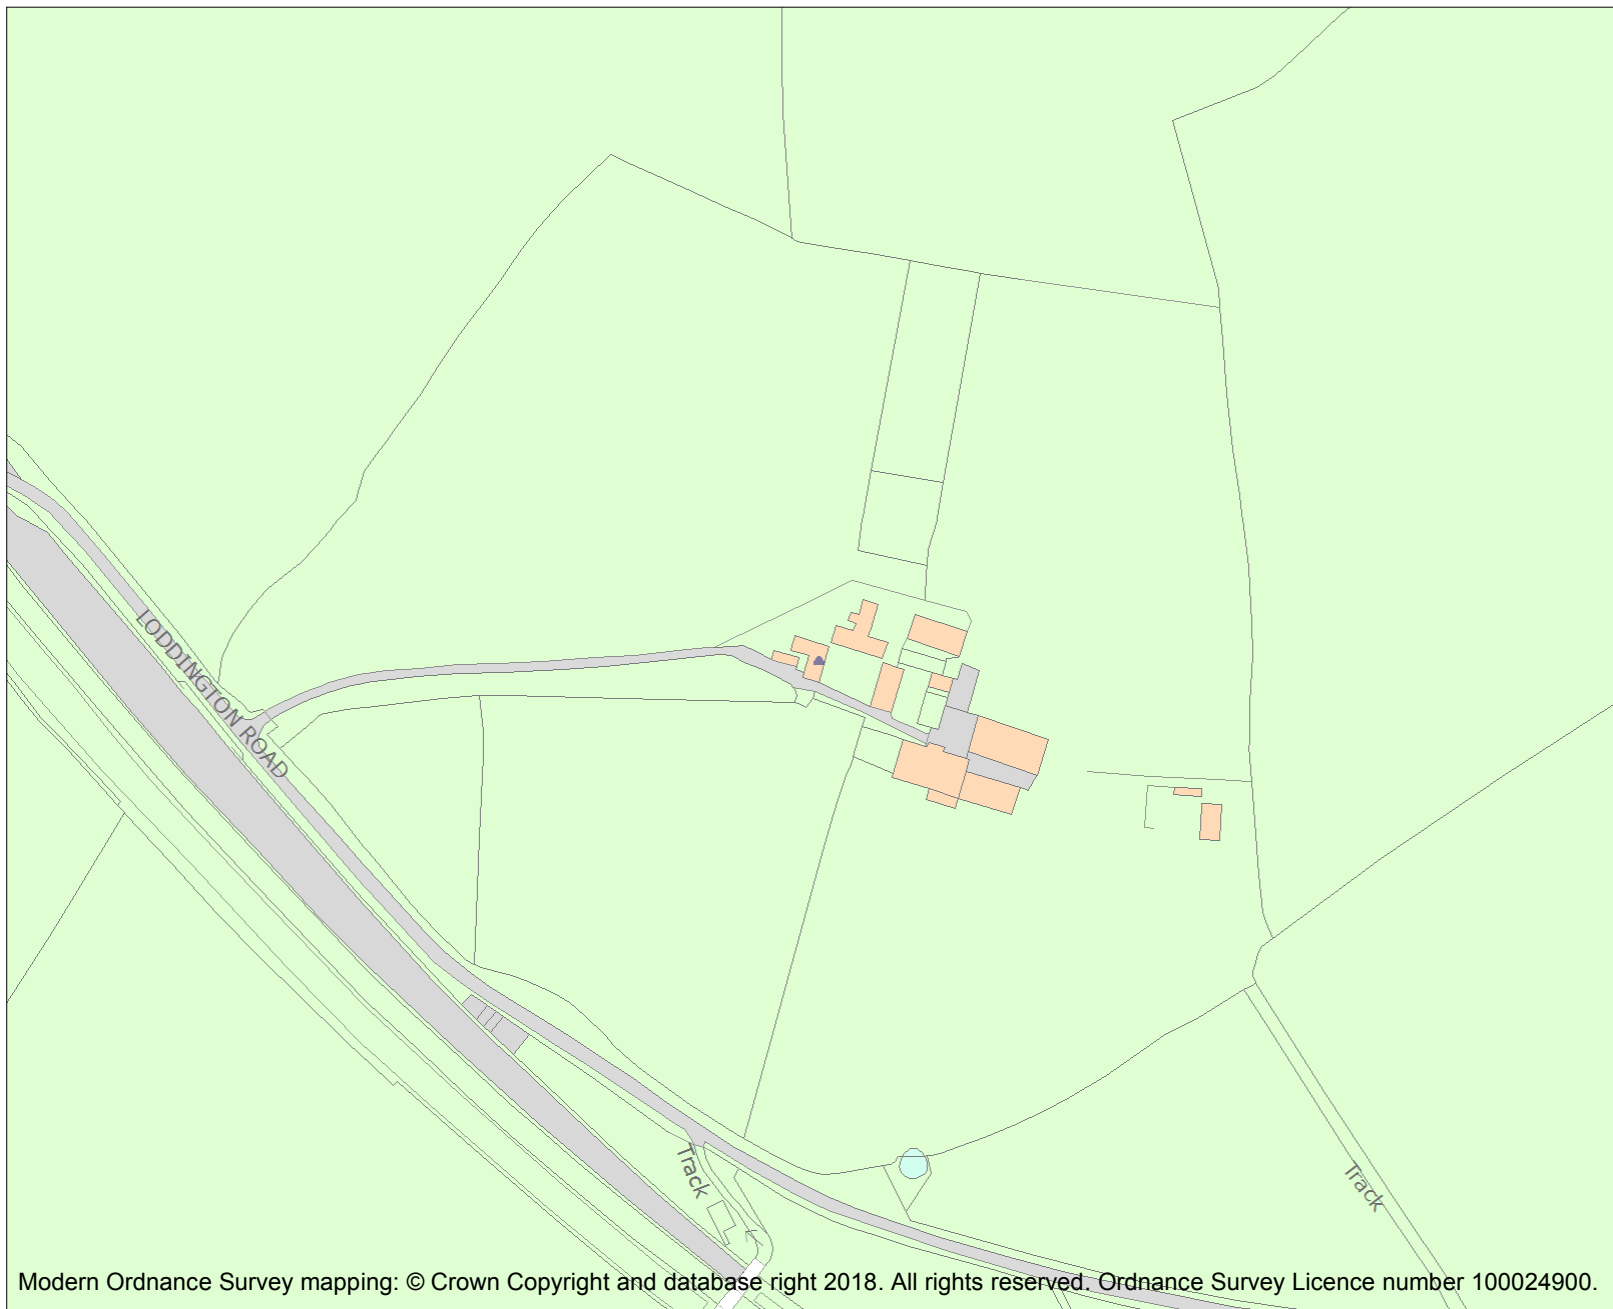 LODDINGTON ROAD
Track
Track
Modern Ordnance Survey mapping: © Crown Copyright and database right 2018. All rights reserved. Ordnance Survey Licence number 100024900.